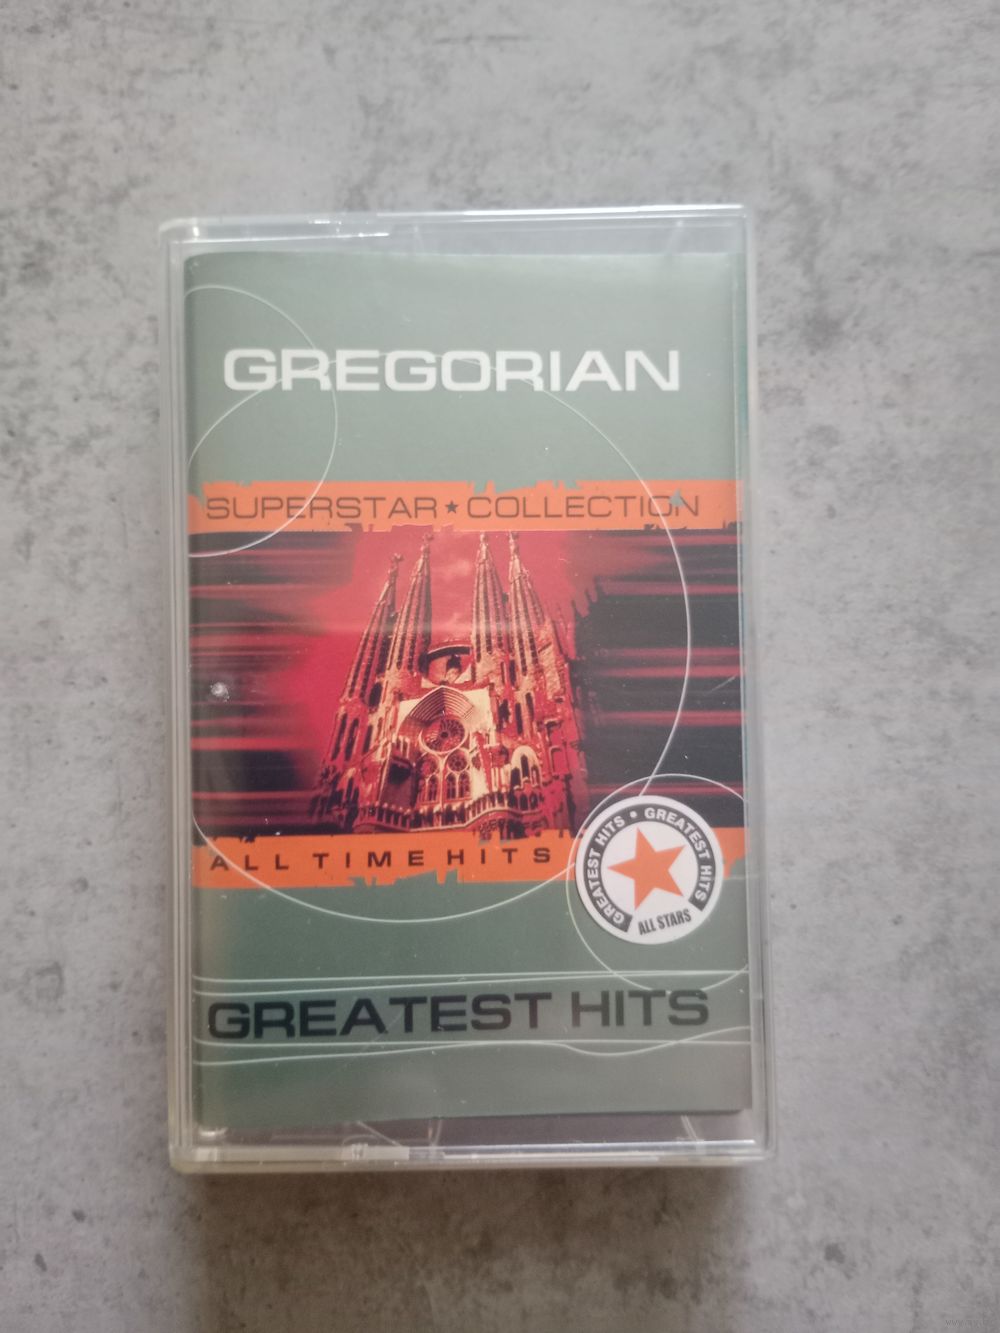 GREGORIAN
SUPERSTAR ★ COLLECTION
ALL TIME HITS
GREATEST HITS • GREATEST HITS
ALL STARS
GREATEST HITS